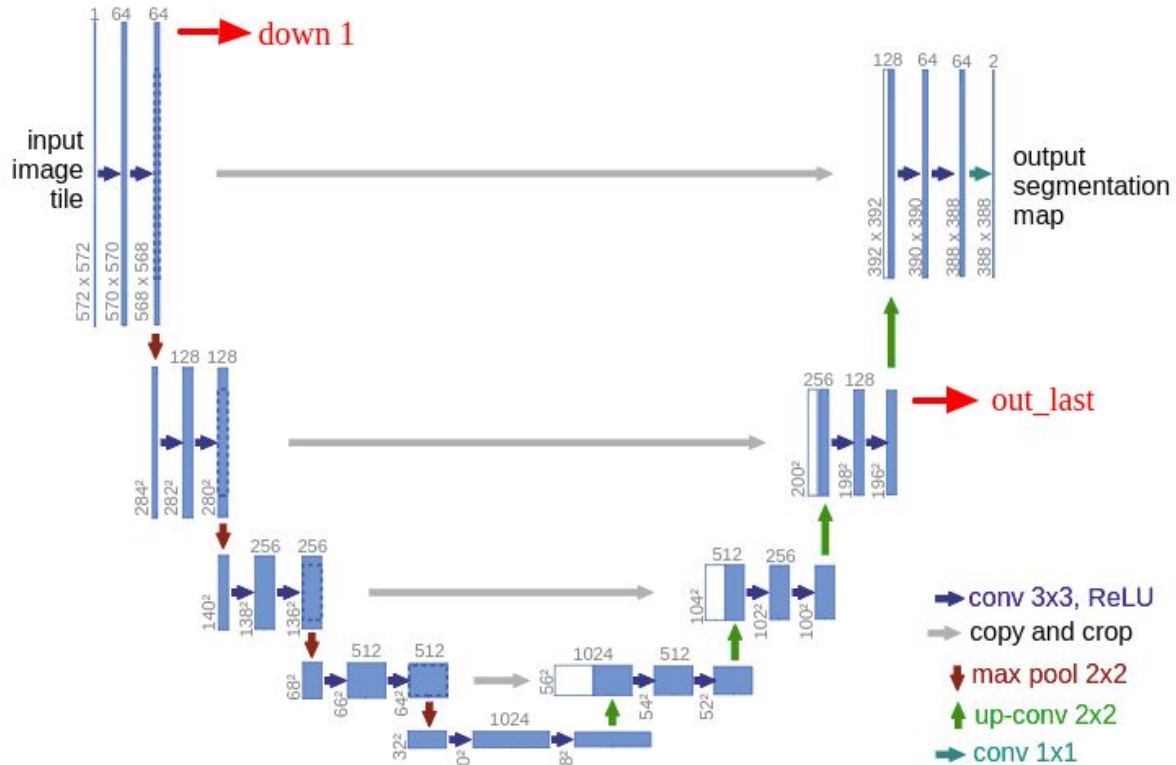 1 64 64
down 1
input
image
tile
572 x 572
570 x 570
568 x 568
128 64 64 2
output
segmentation
map
392 x 392
390 x 390
388 x 388
388 x 388
128 128
284²
282²
280²
256 128
out_last
200²
198²
196²
256 256
140²
138²
136²
512 256
104²
102²
100²
512 512
68²
66²
64²
1024 512
56²
54²
52²
1024
32²
0²
8²
conv 3x3, ReLU
copy and crop
max pool 2x2
up-conv 2x2
conv 1x1